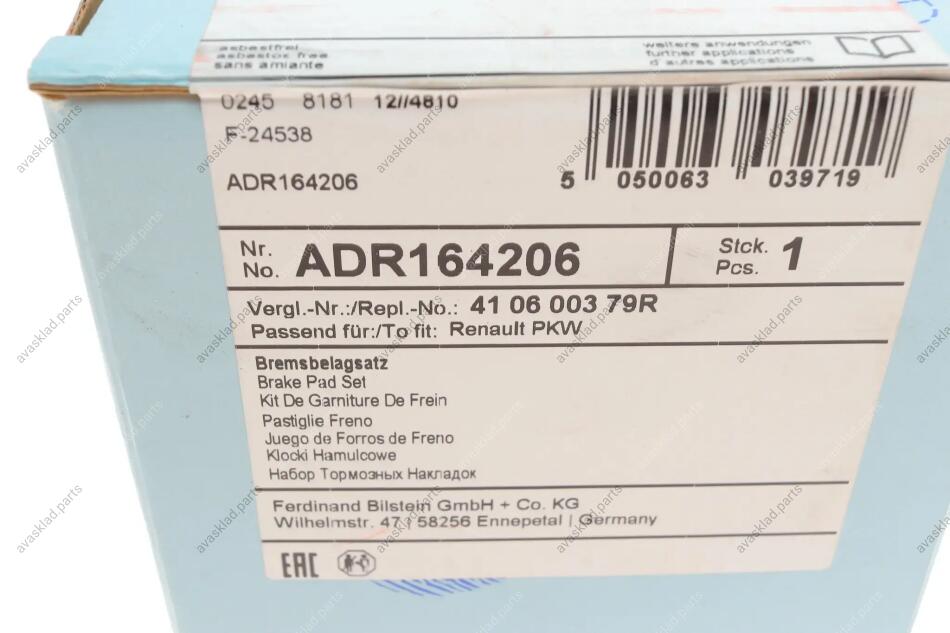 asbestfrei
asbestos free
sans amiante
weitere anwendungen
further applications
d'autres applications
0245 8181 12//4810
F-24538
ADR164206
5 050063 039719
Nr.
No. ADR164206
Stck.
Pcs. 1
Vergl.-Nr.:/Repl.-No.: 41 06 003 79R
Passend für:/To fit: Renault PKW
Bremsbelagsatz
Brake Pad Set
Kit De Garniture De Frein
Pastiglie Freno
Juego de Forros de Freno
Klocki Hamulcowe
Набор Тормозных Накладок
Ferdinand Bilstein GmbH + Co. KG
Wilhelmstr. 47 / 58256 Ennepetal | Germany
EAC
avasklad.parts